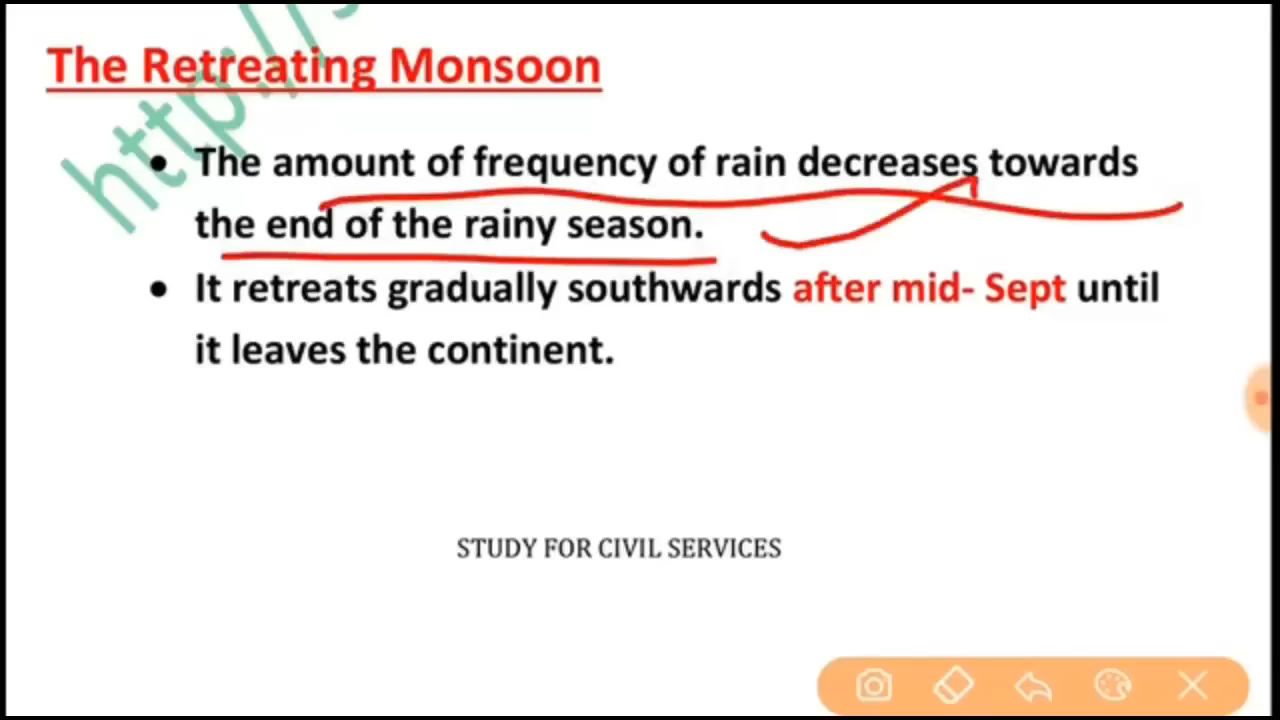 The Retreating Monsoon
http://
• The amount of frequency of rain decreases towards
the end of the rainy season.
• It retreats gradually southwards after mid- Sept until
it leaves the continent.
STUDY FOR CIVIL SERVICES